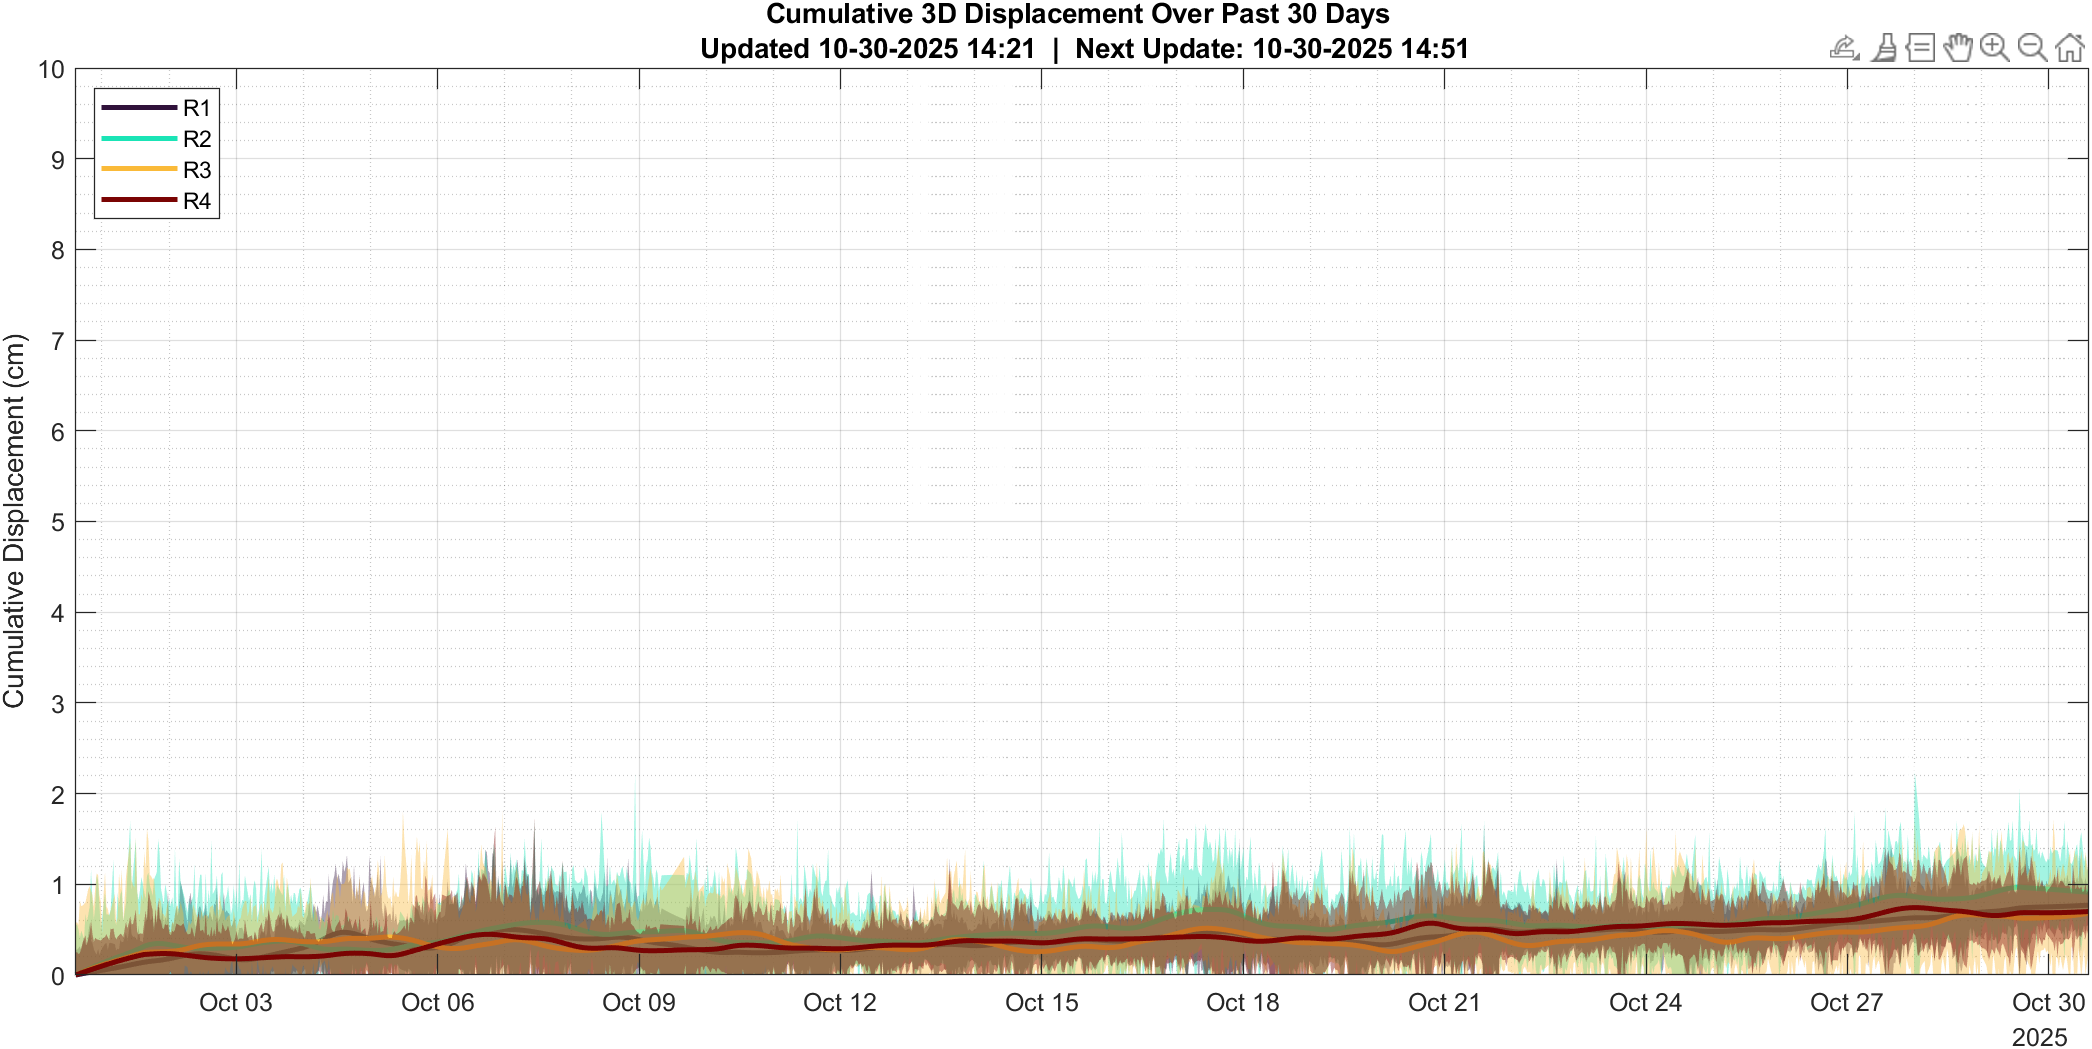 Cumulative 3D Displacement Over Past 30 Days
Updated 10-30-2025 14:21 | Next Update: 10-30-2025 14:51
R1
R2
R3
R4
Cumulative Displacement (cm)
10
9
8
7
6
5
4
3
2
1
0
Oct 03 Oct 06 Oct 09 Oct 12 Oct 15 Oct 18 Oct 21 Oct 24 Oct 27 Oct 30
2025